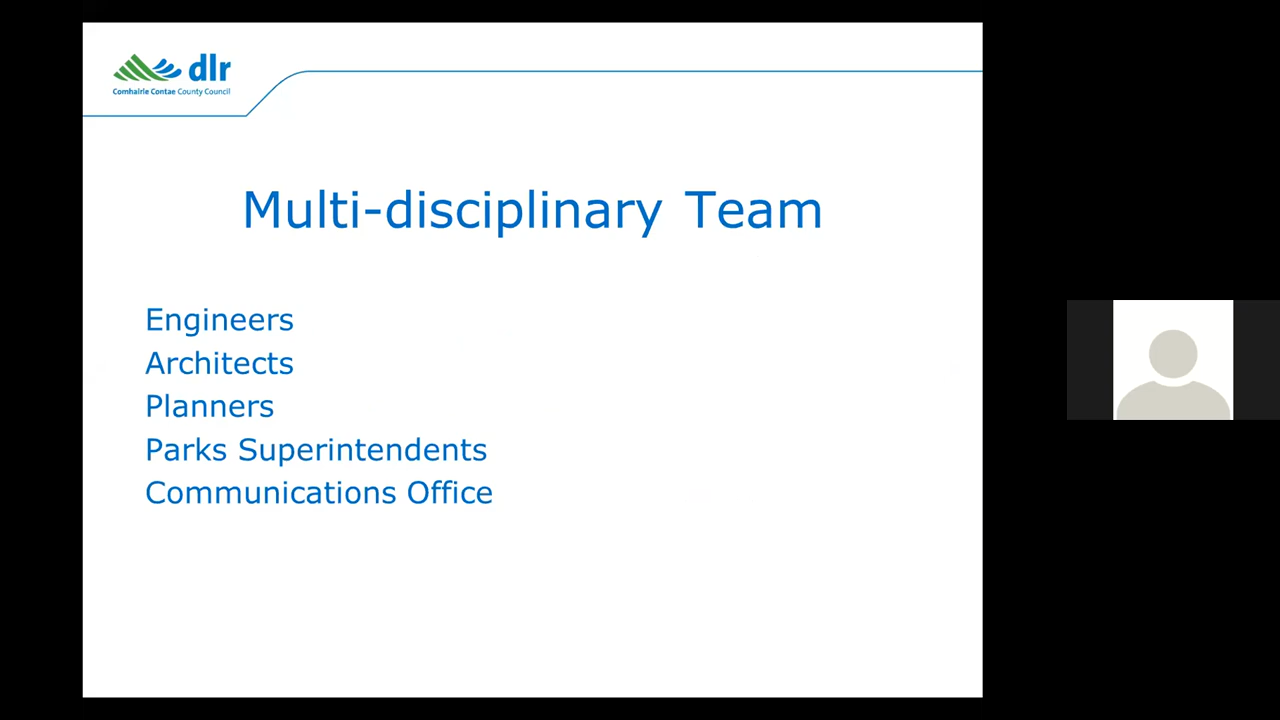 dlr
Comhairle Contae County Council
Multi-disciplinary Team
Engineers
Architects
Planners
Parks Superintendents
Communications Office